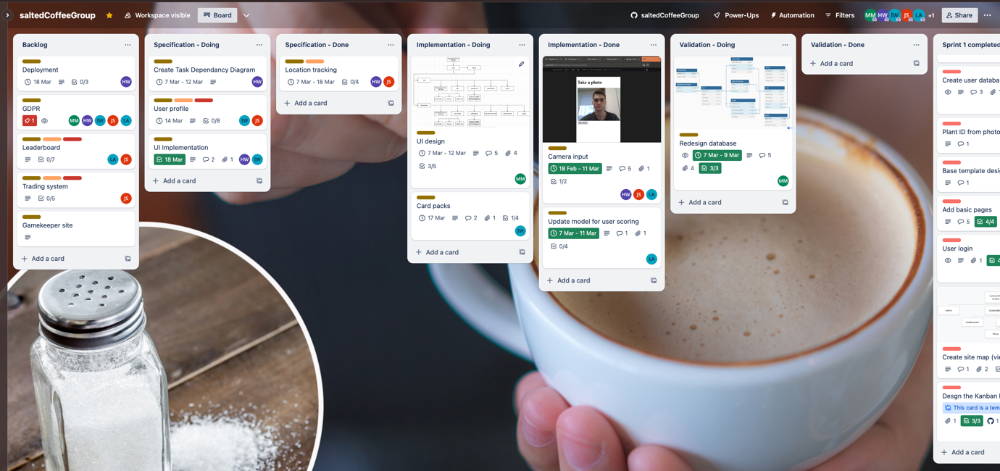 saltedCoffeeGroup
Workspace visible
Board
saltedCoffeeGroup
Power-Ups
Automation
Filters
MM HW IW JS LA +1
Share
Backlog
Deployment
18 Mar 0/3
HW
GDPR
1
MM HW IW JS LA
Leaderboard
0/7
LA JS
Trading system
0/5
JS
Gamekeeper site
Add a card
Specification - Doing
Create Task Dependancy Diagram
7 Mar - 12 Mar
HW
User profile
14 Mar 0/8
IW JS
UI Implementation
18 Mar 2 1
HW IW
Add a card
Specification - Done
Location tracking
7 Mar - 18 Mar 0/4
HW JS
Add a card
Implementation - Doing
UI design
7 Mar - 12 Mar 5 4
3/5
MM
Card packs
17 Mar 2 1 1/4
IW
Add a card
Implementation - Done
Take a photo
Camera input
18 Feb - 11 Mar 5 1
1/2
HW JS LA
Update model for user scoring
7 Mar - 11 Mar 1 1
0/4
LA
Add a card
Validation - Doing
Redesign database
7 Mar - 9 Mar 5
4 3/3
MM
Add a card
Validation - Done
Add a card
Sprint 1 completed
Create user databa
3
Plant ID from photo
1
Base template desi
1
Add basic pages
5 4/4
User login
1 4
Create site map (vie
1 2
Desgn the Kanban
This card is a tem
1 3/3 1
Add a card